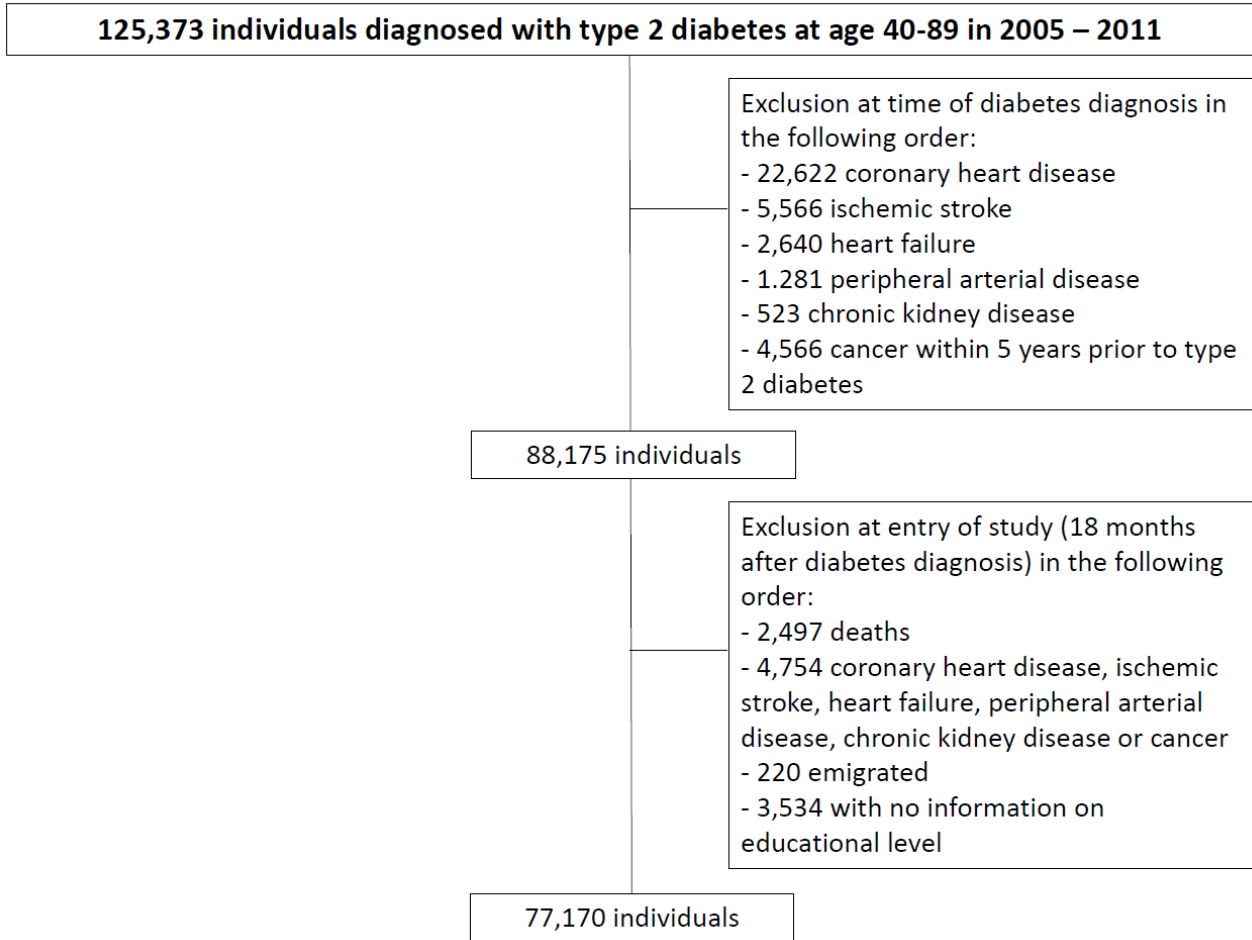 125,373 individuals diagnosed with type 2 diabetes at age 40-89 in 2005 – 2011
Exclusion at time of diabetes diagnosis in
the following order:
- 22,622 coronary heart disease
- 5,566 ischemic stroke
- 2,640 heart failure
- 1.281 peripheral arterial disease
- 523 chronic kidney disease
- 4,566 cancer within 5 years prior to type
2 diabetes
88,175 individuals
Exclusion at entry of study (18 months
after diabetes diagnosis) in the following
order:
- 2,497 deaths
- 4,754 coronary heart disease, ischemic
stroke, heart failure, peripheral arterial
disease, chronic kidney disease or cancer
- 220 emigrated
- 3,534 with no information on
educational level
77,170 individuals